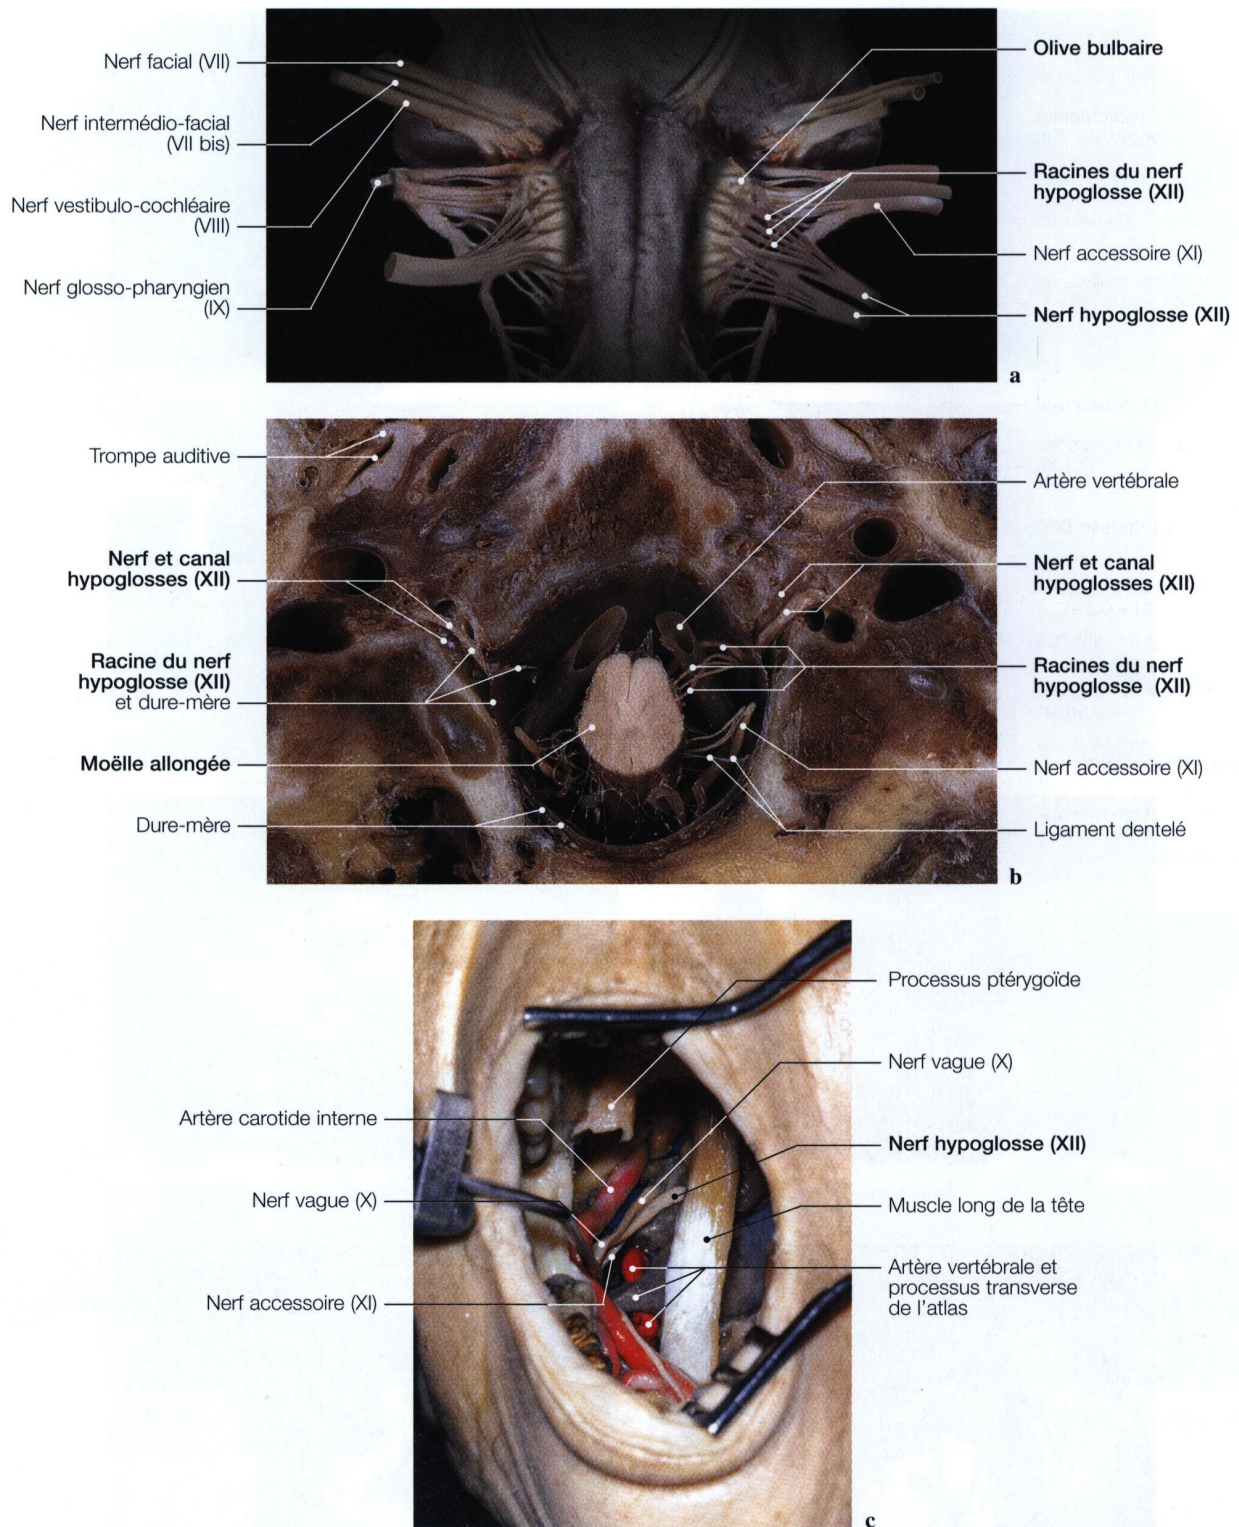 Nerf facial (VII)
Nerf intermédio-facial
(VII bis)
Nerf vestibulo-cochléaire
(VIII)
Nerf glosso-pharyngien
(IX)
Olive bulbaire
Racines du nerf
hypoglosse (XII)
Nerf accessoire (XI)
Nerf hypoglosse (XII)
a
Trompe auditive
Nerf et canal
hypoglosses (XII)
Racine du nerf
hypoglosse (XII)
et dure-mère
Moëlle allongée
Dure-mère
Artère vertébrale
Nerf et canal
hypoglosses (XII)
Racines du nerf
hypoglosse (XII)
Nerf accessoire (XI)
Ligament dentelé
b
Artère carotide interne
Nerf vague (X)
Nerf accessoire (XI)
Processus ptérygoïde
Nerf vague (X)
Nerf hypoglosse (XII)
Muscle long de la tête
Artère vertébrale et
processus transverse
de l'atlas
c